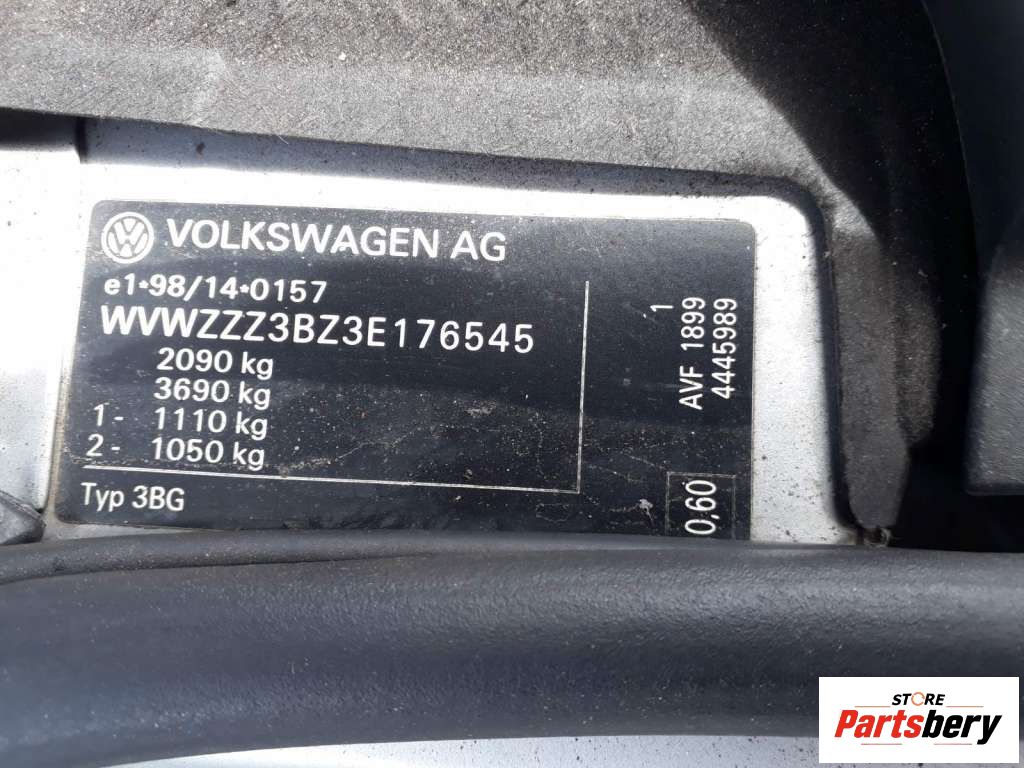 VOLKSWAGEN AG
e1*98/14*0157
WVWZZZ3BZ3E176545
2090 kg
3690 kg
1- 1110 kg
2- 1050 kg
Typ 3BG
1
AVF 1899
4445989
0,60
STORE
Partsbery